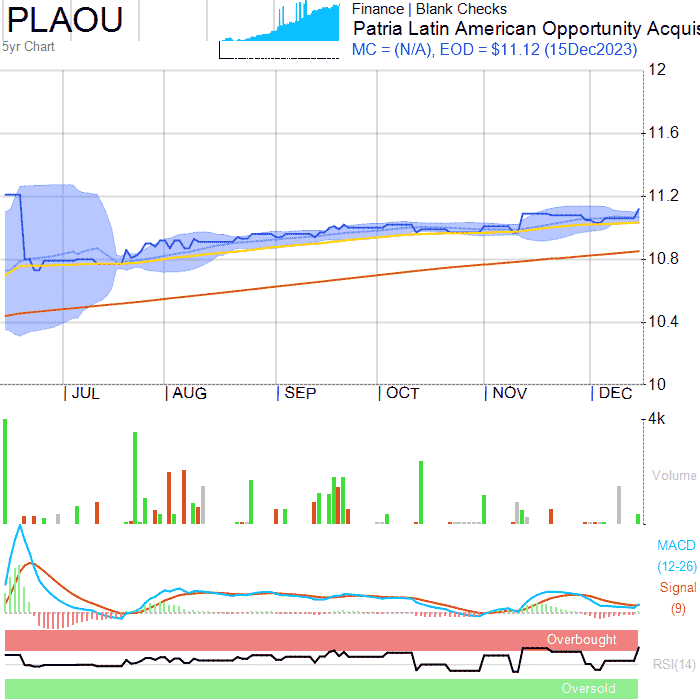 PLAOU
5yr Chart
Finance | Blank Checks
Patria Latin American Opportunity Acquis
MC = (N/A), EOD = $11.12 (15Dec2023)
12
11.6
11.2
10.8
10.4
10
JUL AUG SEP OCT NOV DEC
4k
Volume
MACD
(12-26)
Signal
(9)
Overbought
RSI(14)
Oversold